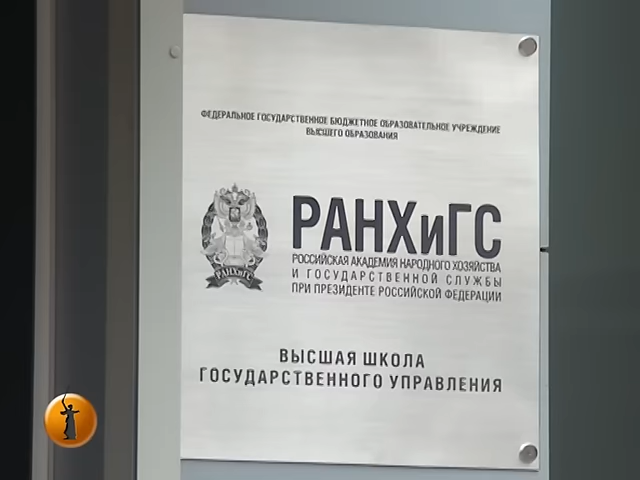 ФЕДЕРАЛЬНОЕ ГОСУДАРСТВЕННОЕ БЮДЖЕТНОЕ ОБРАЗОВАТЕЛЬНОЕ УЧРЕЖДЕНИЕ
ВЫСШЕГО ОБРАЗОВАНИЯ
РАНХиГС
РАНХиГС
РОССИЙСКАЯ АКАДЕМИЯ НАРОДНОГО ХОЗЯЙСТВА
И ГОСУДАРСТВЕННОЙ СЛУЖБЫ
ПРИ ПРЕЗИДЕНТЕ РОССИЙСКОЙ ФЕДЕРАЦИИ
ВЫСШАЯ ШКОЛА
ГОСУДАРСТВЕННОГО УПРАВЛЕНИЯ